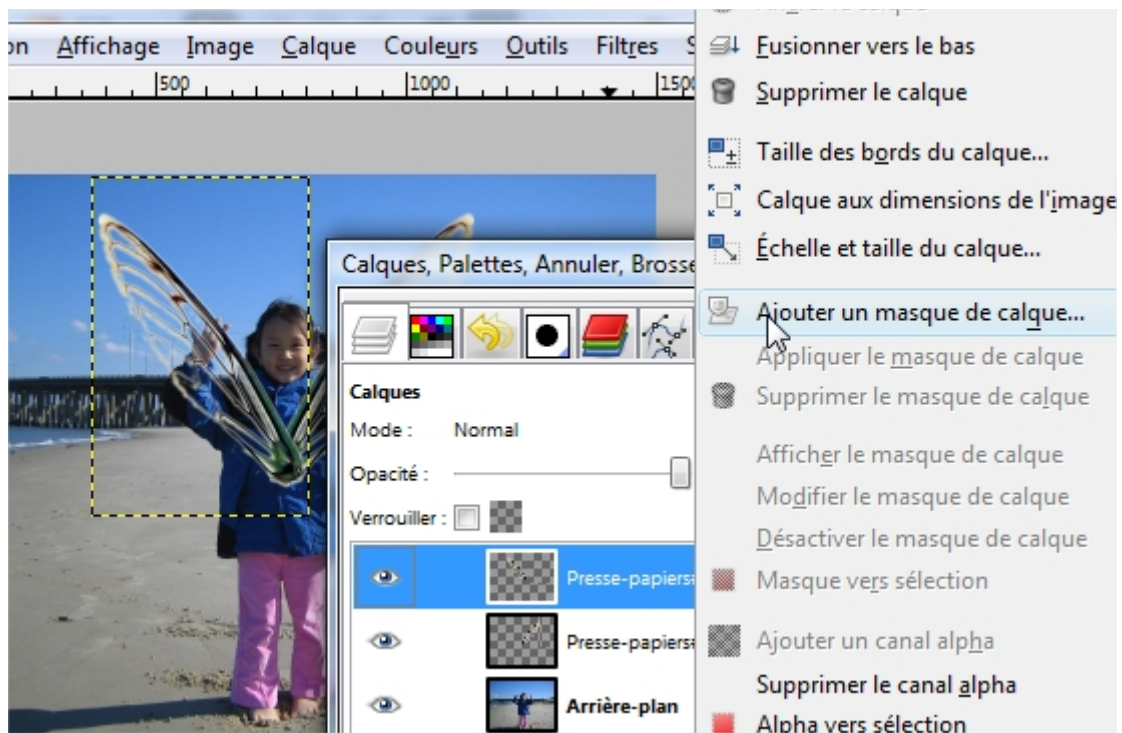 Affichage Image Calque Couleurs Outils Filtres
500 1000
Calques, Palettes, Annuler, Brosse
Calques
Mode : Normal
Opacité :
Verrouiller :
Presse-papiers
Presse-papiers
Arrière-plan
Fusionner vers le bas
Supprimer le calque
Taille des bords du calque...
Calque aux dimensions de l'image
Échelle et taille du calque...
Ajouter un masque de calque...
Appliquer le masque de calque
Supprimer le masque de calque
Afficher le masque de calque
Modifier le masque de calque
Désactiver le masque de calque
Masque vers sélection
Ajouter un canal alpha
Supprimer le canal alpha
Alpha vers sélection